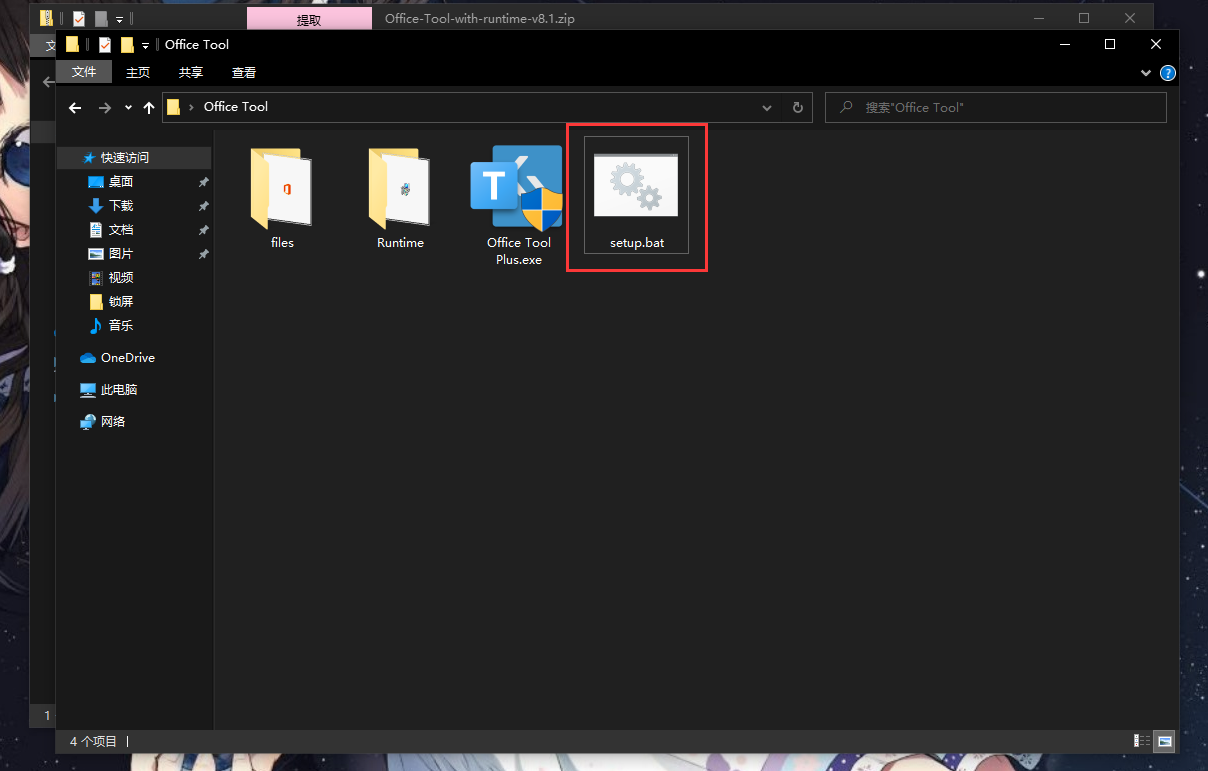 提取
Office-Tool-with-runtime-v8.1.zip
Office Tool
文件
主页
共享
查看
Office Tool
搜索"Office Tool"
快速访问
桌面
下载
文档
图片
视频
锁屏
音乐
OneDrive
此电脑
网络
files
Runtime
Office Tool
Plus.exe
setup.bat
1
4 个项目